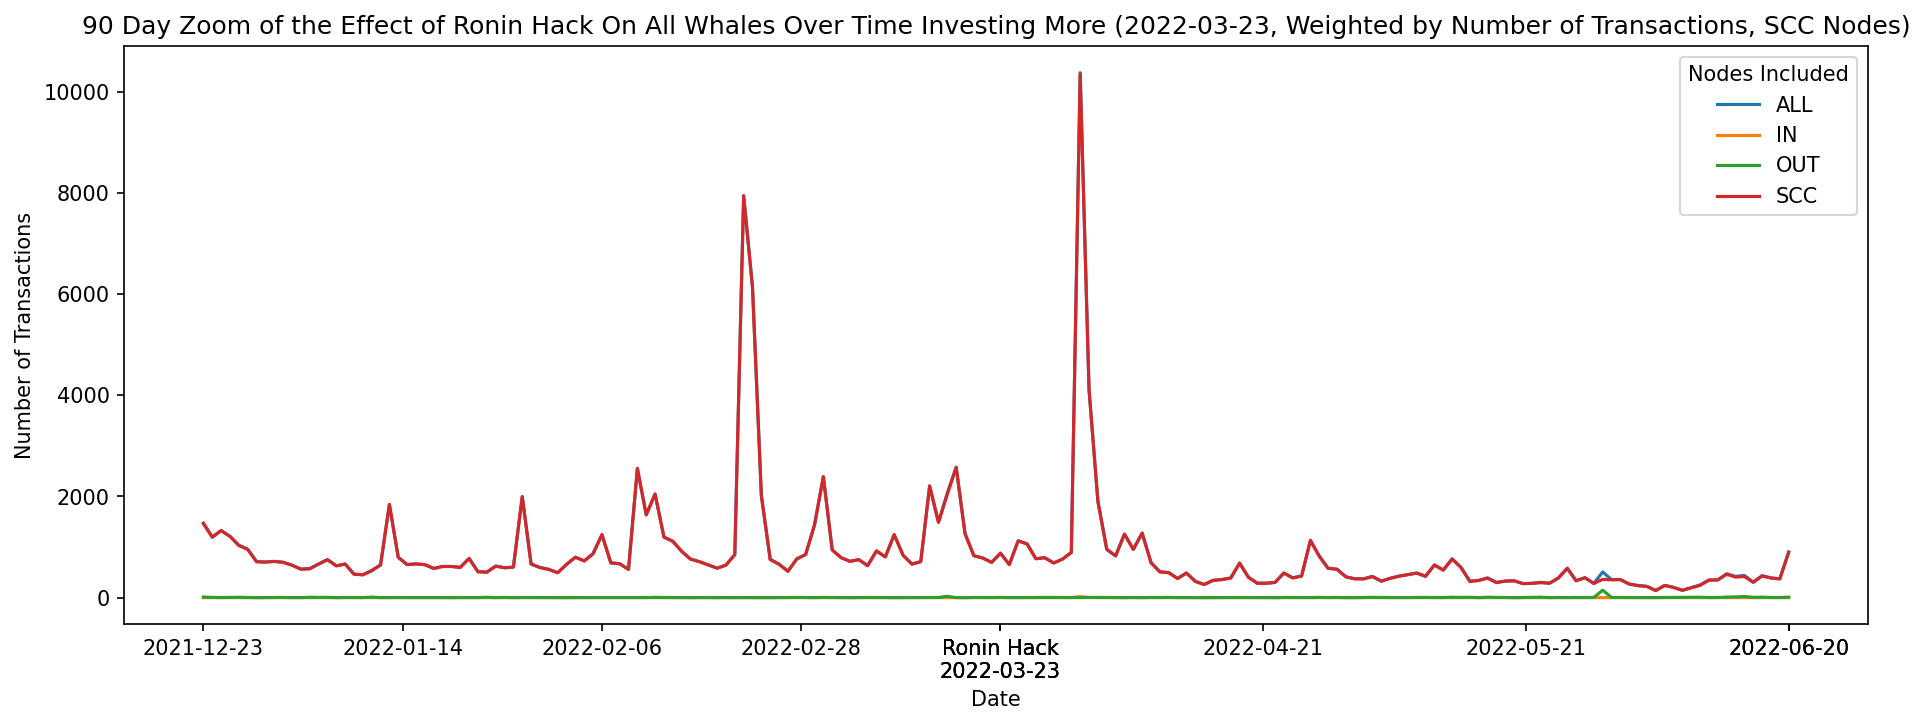 90 Day Zoom of the Effect of Ronin Hack On All Whales Over Time Investing More (2022-03-23, Weighted by Number of Transactions, SCC Nodes)
Nodes Included
ALL
IN
OUT
SCC
Number of Transactions
10000
8000
6000
4000
2000
0
2021-12-23
2022-01-14
2022-02-06
2022-02-28
Ronin Hack
2022-03-23
2022-04-21
2022-05-21
2022-06-20
Date